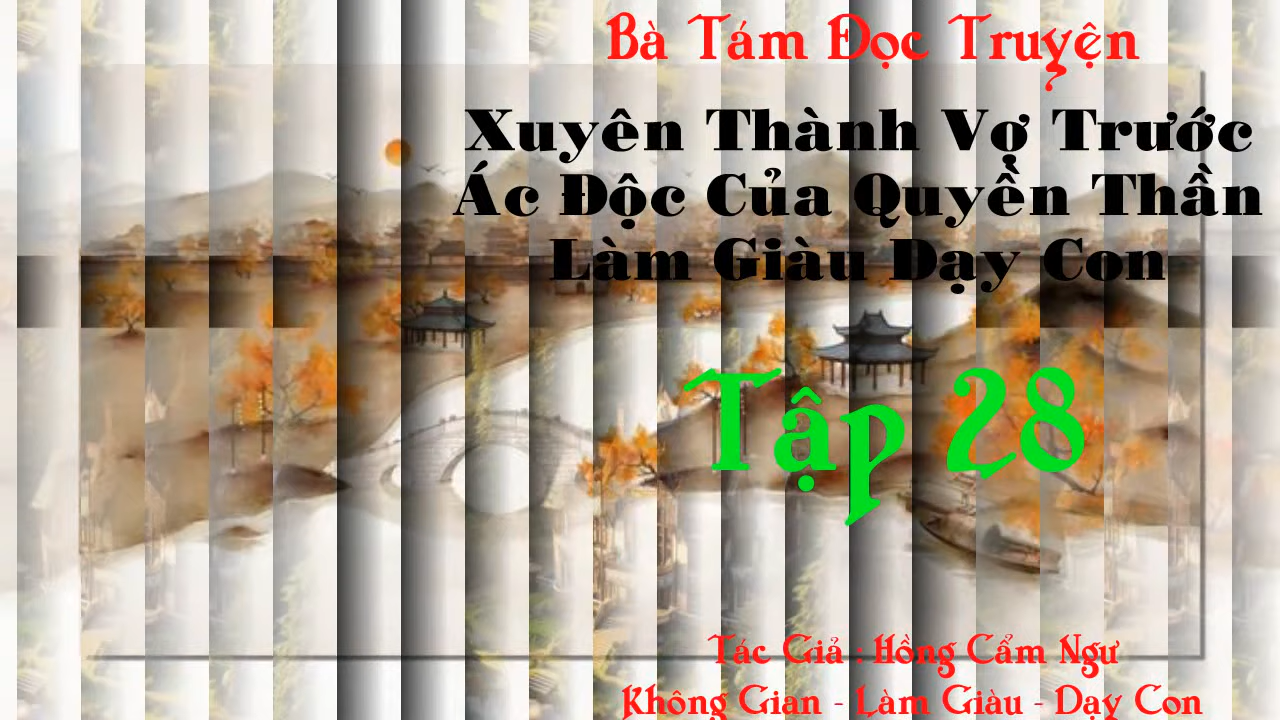 Bà Tám Đọc Truyện
Xuyên Thành Vợ Trước
Ác Độc Của Quyền Thần
Làm Giàu Dạy Con
Tập 28
Tác Giả : Hồng Cẩm Ngư
Không Gian - Làm Giàu - Dạy Con